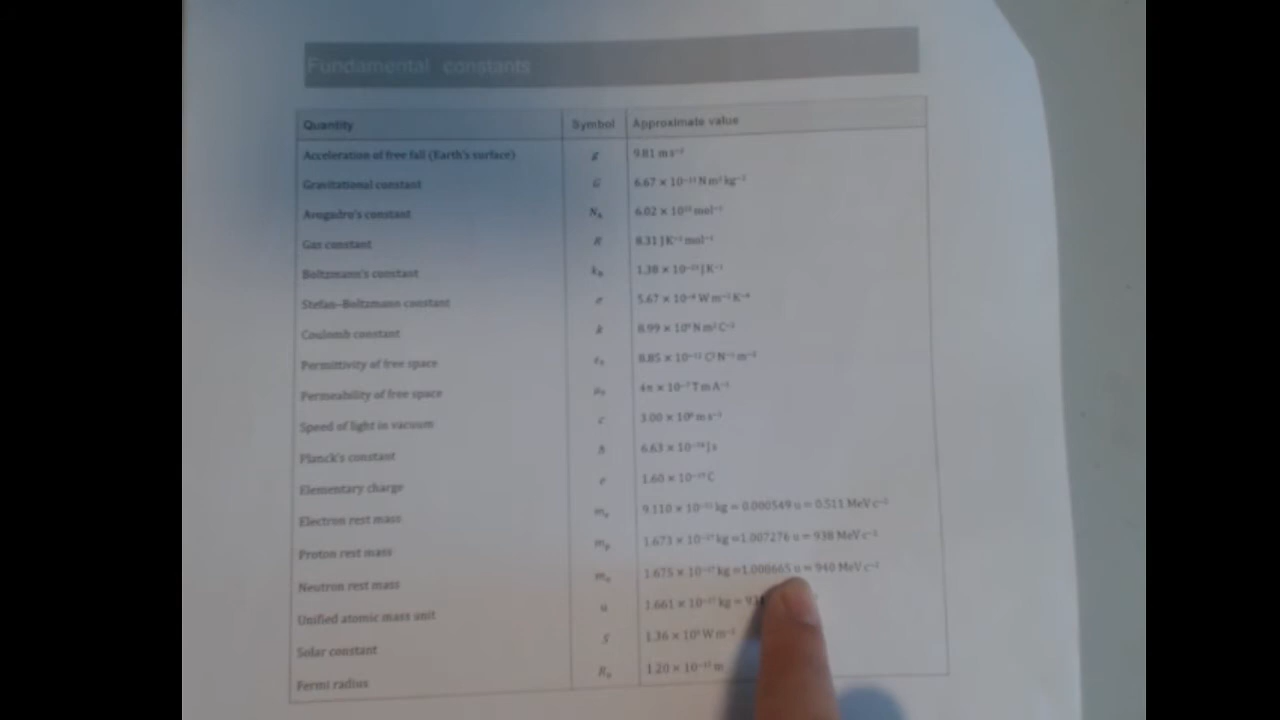 Fundamental constants
Quantity Symbol Approximate value
Acceleration of free fall (Earth's surface) g 9.81 m s⁻²
Gravitational constant G 6.67 × 10⁻¹¹ N m² kg⁻²
Avogadro's constant Nₐ 6.02 × 10²³ mol⁻¹
Gas constant R 8.31 J K⁻¹ mol⁻¹
Boltzmann's constant k_B 1.38 × 10⁻²³ J K⁻¹
Stefan–Boltzmann constant σ 5.67 × 10⁻⁸ W m⁻² K⁻⁴
Coulomb constant k 8.99 × 10⁹ N m² C⁻²
Permittivity of free space ε₀ 8.85 × 10⁻¹² C² N⁻¹ m⁻²
Permeability of free space μ₀ 4π × 10⁻⁷ T m A⁻¹
Speed of light in vacuum c 3.00 × 10⁸ m s⁻¹
Planck's constant h 6.63 × 10⁻³⁴ J s
Elementary charge e 1.60 × 10⁻¹⁹ C
Electron rest mass mₑ 9.110 × 10⁻³¹ kg = 0.000549 u = 0.511 MeV c⁻²
Proton rest mass mₚ 1.673 × 10⁻²⁷ kg =1.007276 u = 938 MeV c⁻²
Neutron rest mass mₙ 1.675 × 10⁻²⁷ kg =1.008665 u = 940 MeV c⁻²
Unified atomic mass unit u 1.661 × 10⁻²⁷ kg =
Solar constant S 1.36 × 10³ W m⁻²
Fermi radius R₀ 1.20 × 10⁻¹⁵ m